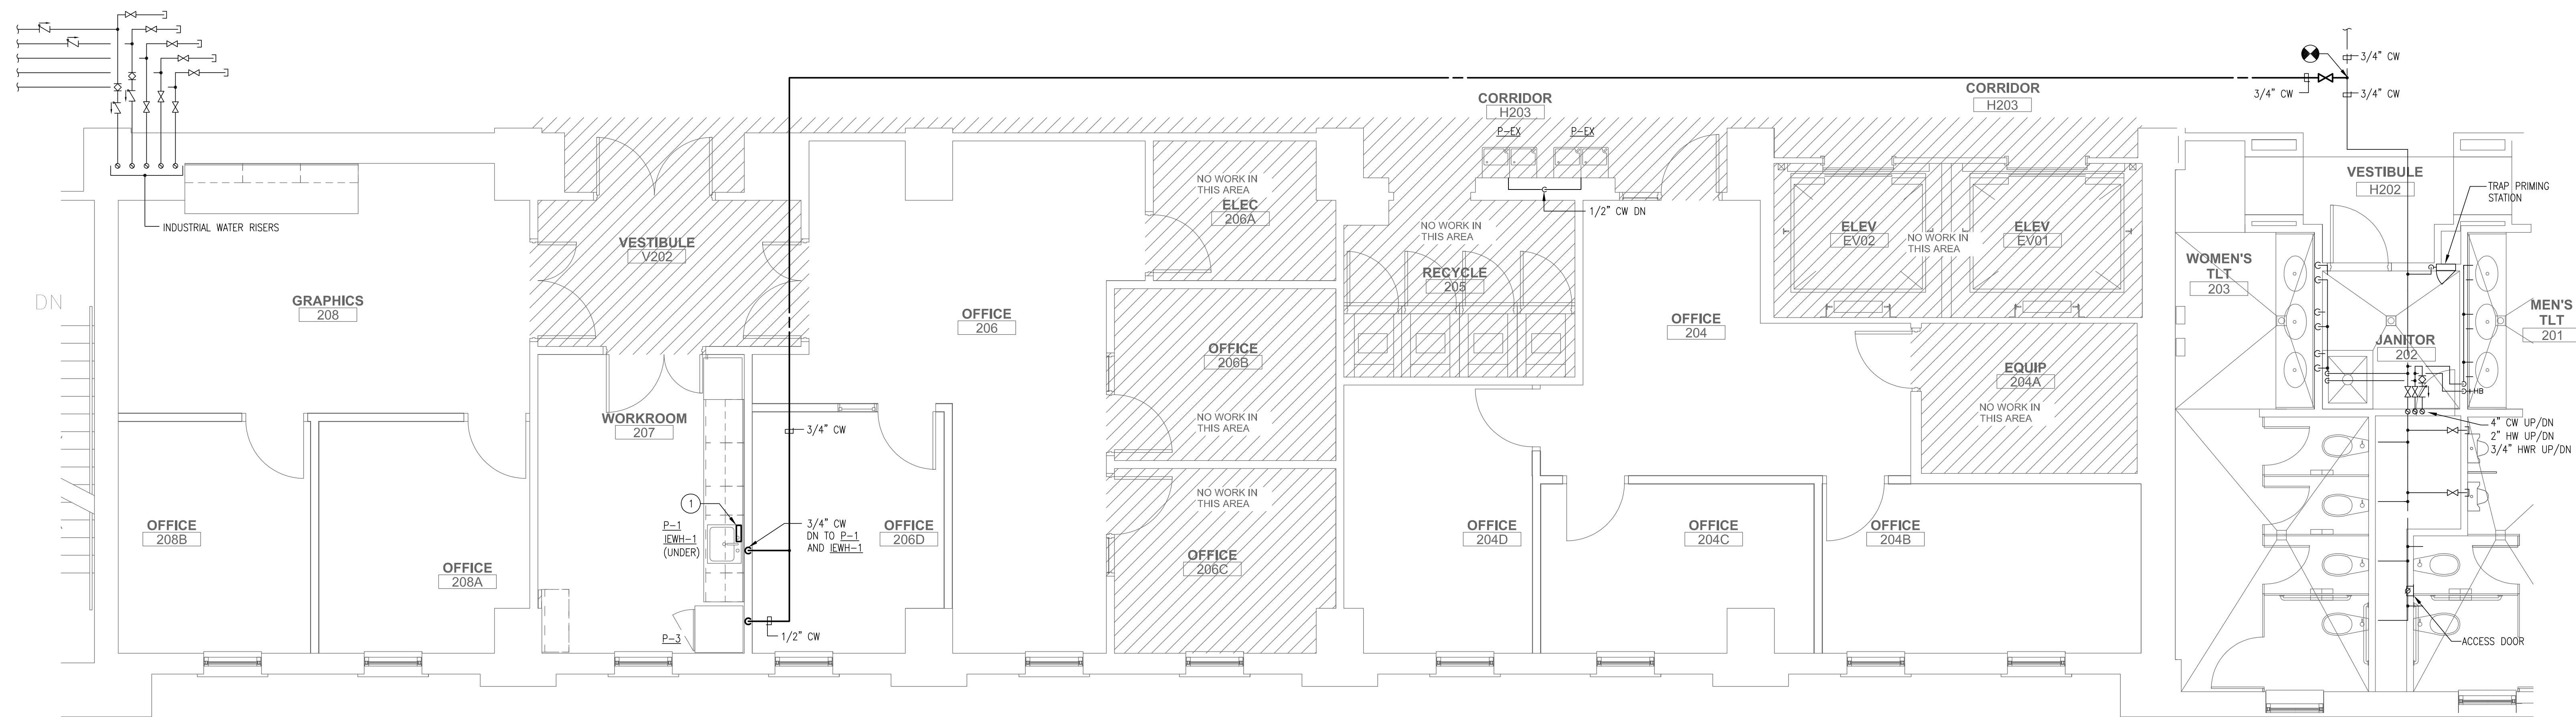 3/4" CW
3/4" CW
3/4" CW
CORRIDOR
H203
CORRIDOR
H203
P-EX
P-EX
1/2" CW DN
INDUSTRIAL WATER RISERS
VESTIBULE
V202
NO WORK IN
THIS AREA
ELEC
206A
NO WORK IN
THIS AREA
RECYCLE
205
ELEV
EV02
NO WORK IN
THIS AREA
ELEV
EV01
VESTIBULE
H202
TRAP PRIMING
STATION
WOMEN'S
TLT
203
MEN'S
TLT
201
JANITOR
202
HB
4" CW UP/DN
2" HW UP/DN
3/4" HWR UP/DN
ACCESS DOOR
DN
GRAPHICS
208
OFFICE
206
OFFICE
206B
NO WORK IN
THIS AREA
OFFICE
204
EQUIP
204A
NO WORK IN
THIS AREA
WORKROOM
207
3/4" CW
1
P-1
IEWH-1
(UNDER)
3/4" CW
DN TO P-1
AND IEWH-1
OFFICE
208B
OFFICE
208A
OFFICE
206D
NO WORK IN
THIS AREA
OFFICE
206C
OFFICE
204D
OFFICE
204C
OFFICE
204B
P-3
1/2" CW